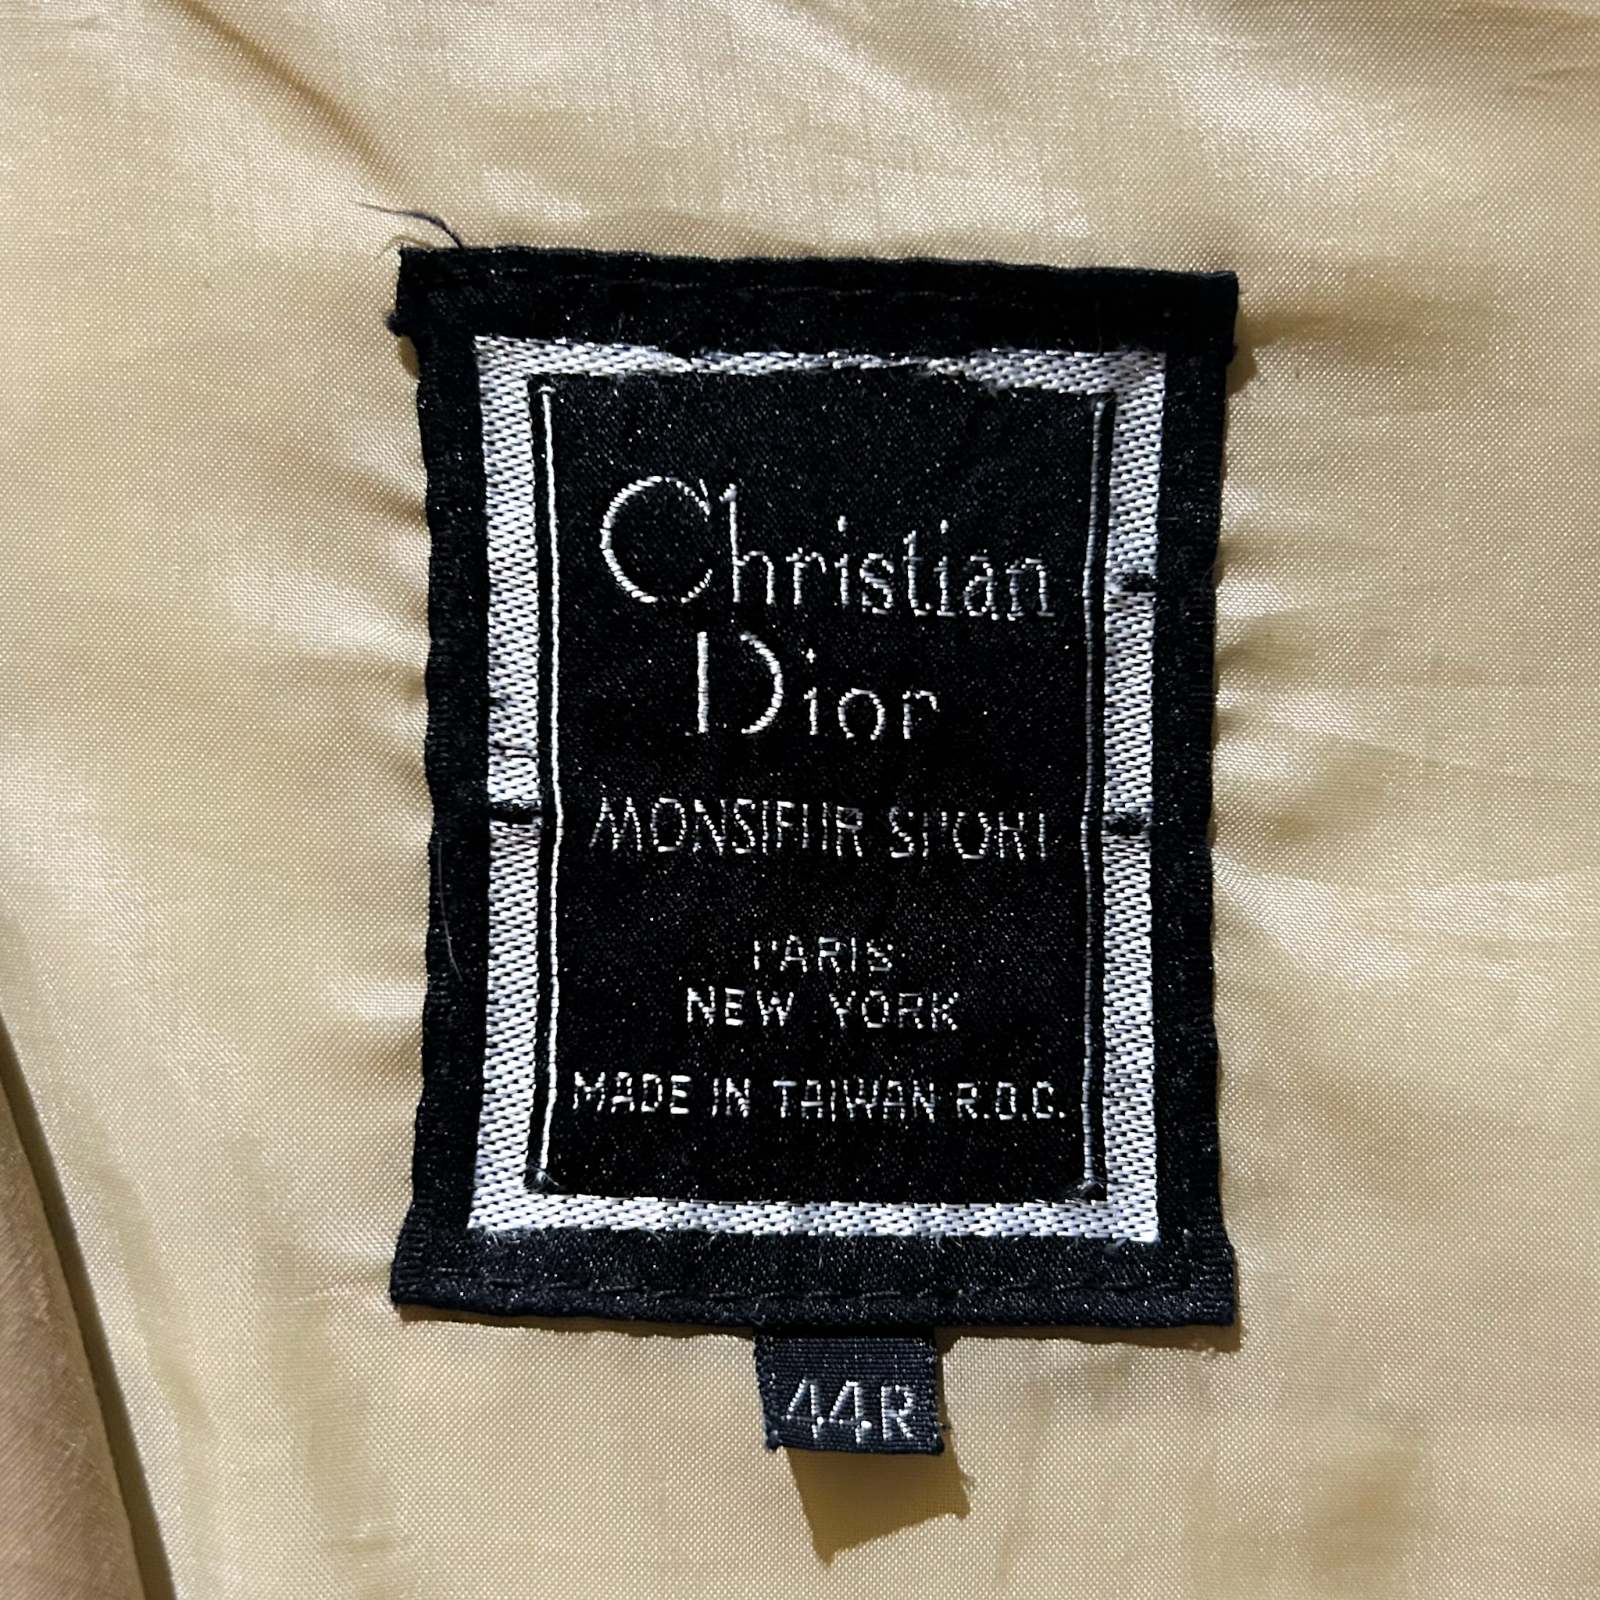 Christian
Dior
MONSIEUR SPORT
PARIS
NEW YORK
MADE IN TAIWAN R.O.C.
44R